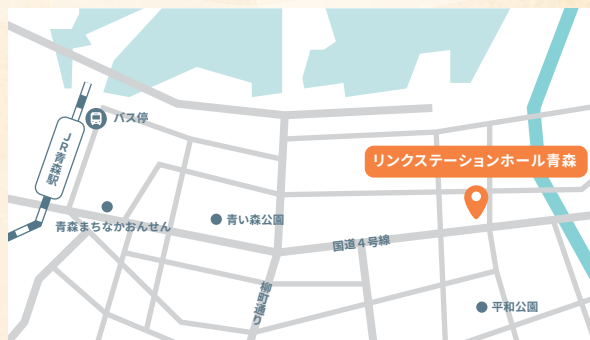 バス停
JR青森駅
リンクステーションホール青森
青森まちなかおんせん
青い森公園
国道4号線
柳町通り
平和公園